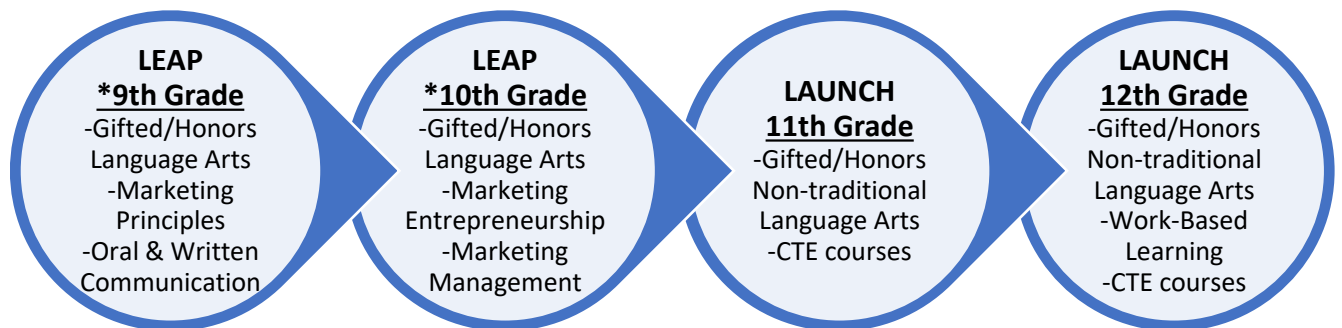 LEAP
*9th Grade
-Gifted/Honors
Language Arts
-Marketing
Principles
-Oral & Written
Communication
LEAP
*10th Grade
-Gifted/Honors
Language Arts
-Marketing
Entrepreneurship
-Marketing
Management
LAUNCH
11th Grade
-Gifted/Honors
Non-traditional
Language Arts
-CTE courses
LAUNCH
12th Grade
-Gifted/Honors
Non-traditional
Language Arts
-Work-Based
Learning
-CTE courses